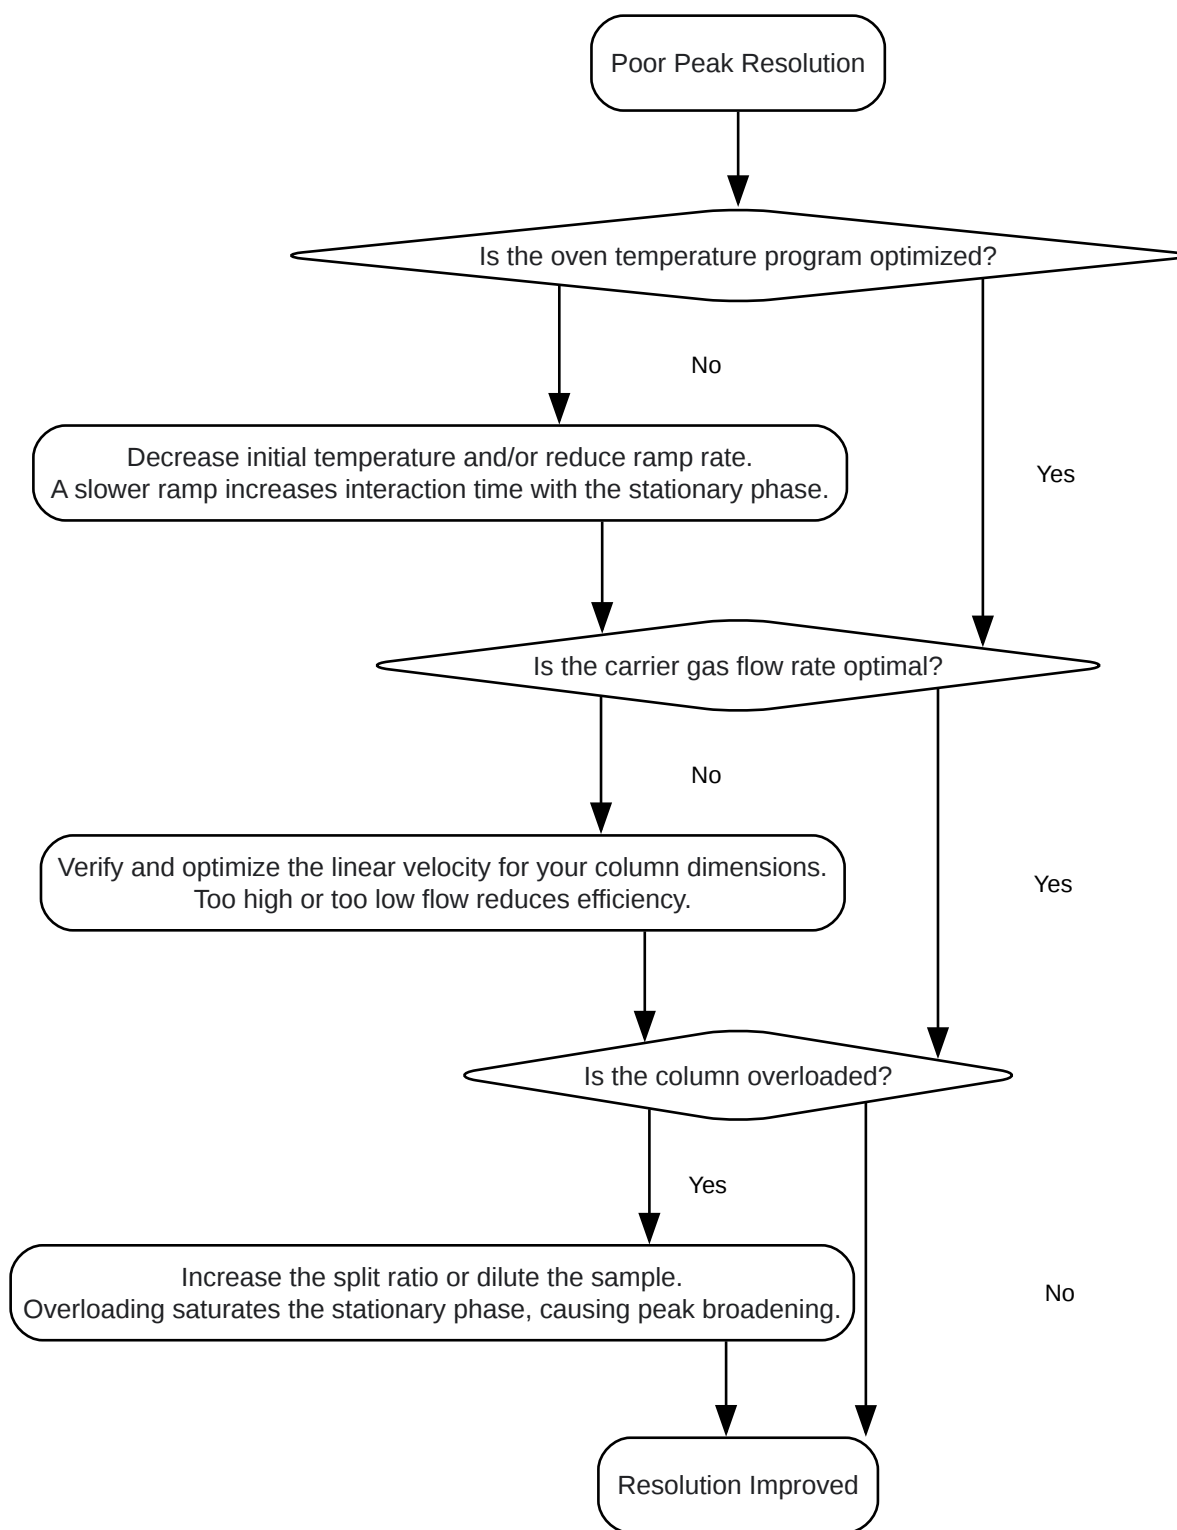 Poor Peak Resolution
Is the oven temperature program optimized?
No
Decrease initial temperature and/or reduce ramp rate.
A slower ramp increases interaction time with the stationary phase.
Yes
Is the carrier gas flow rate optimal?
No
Verify and optimize the linear velocity for your column dimensions.
Too high or too low flow reduces efficiency.
Yes
Is the column overloaded?
Yes
Increase the split ratio or dilute the sample.
Overloading saturates the stationary phase, causing peak broadening.
No
Resolution Improved